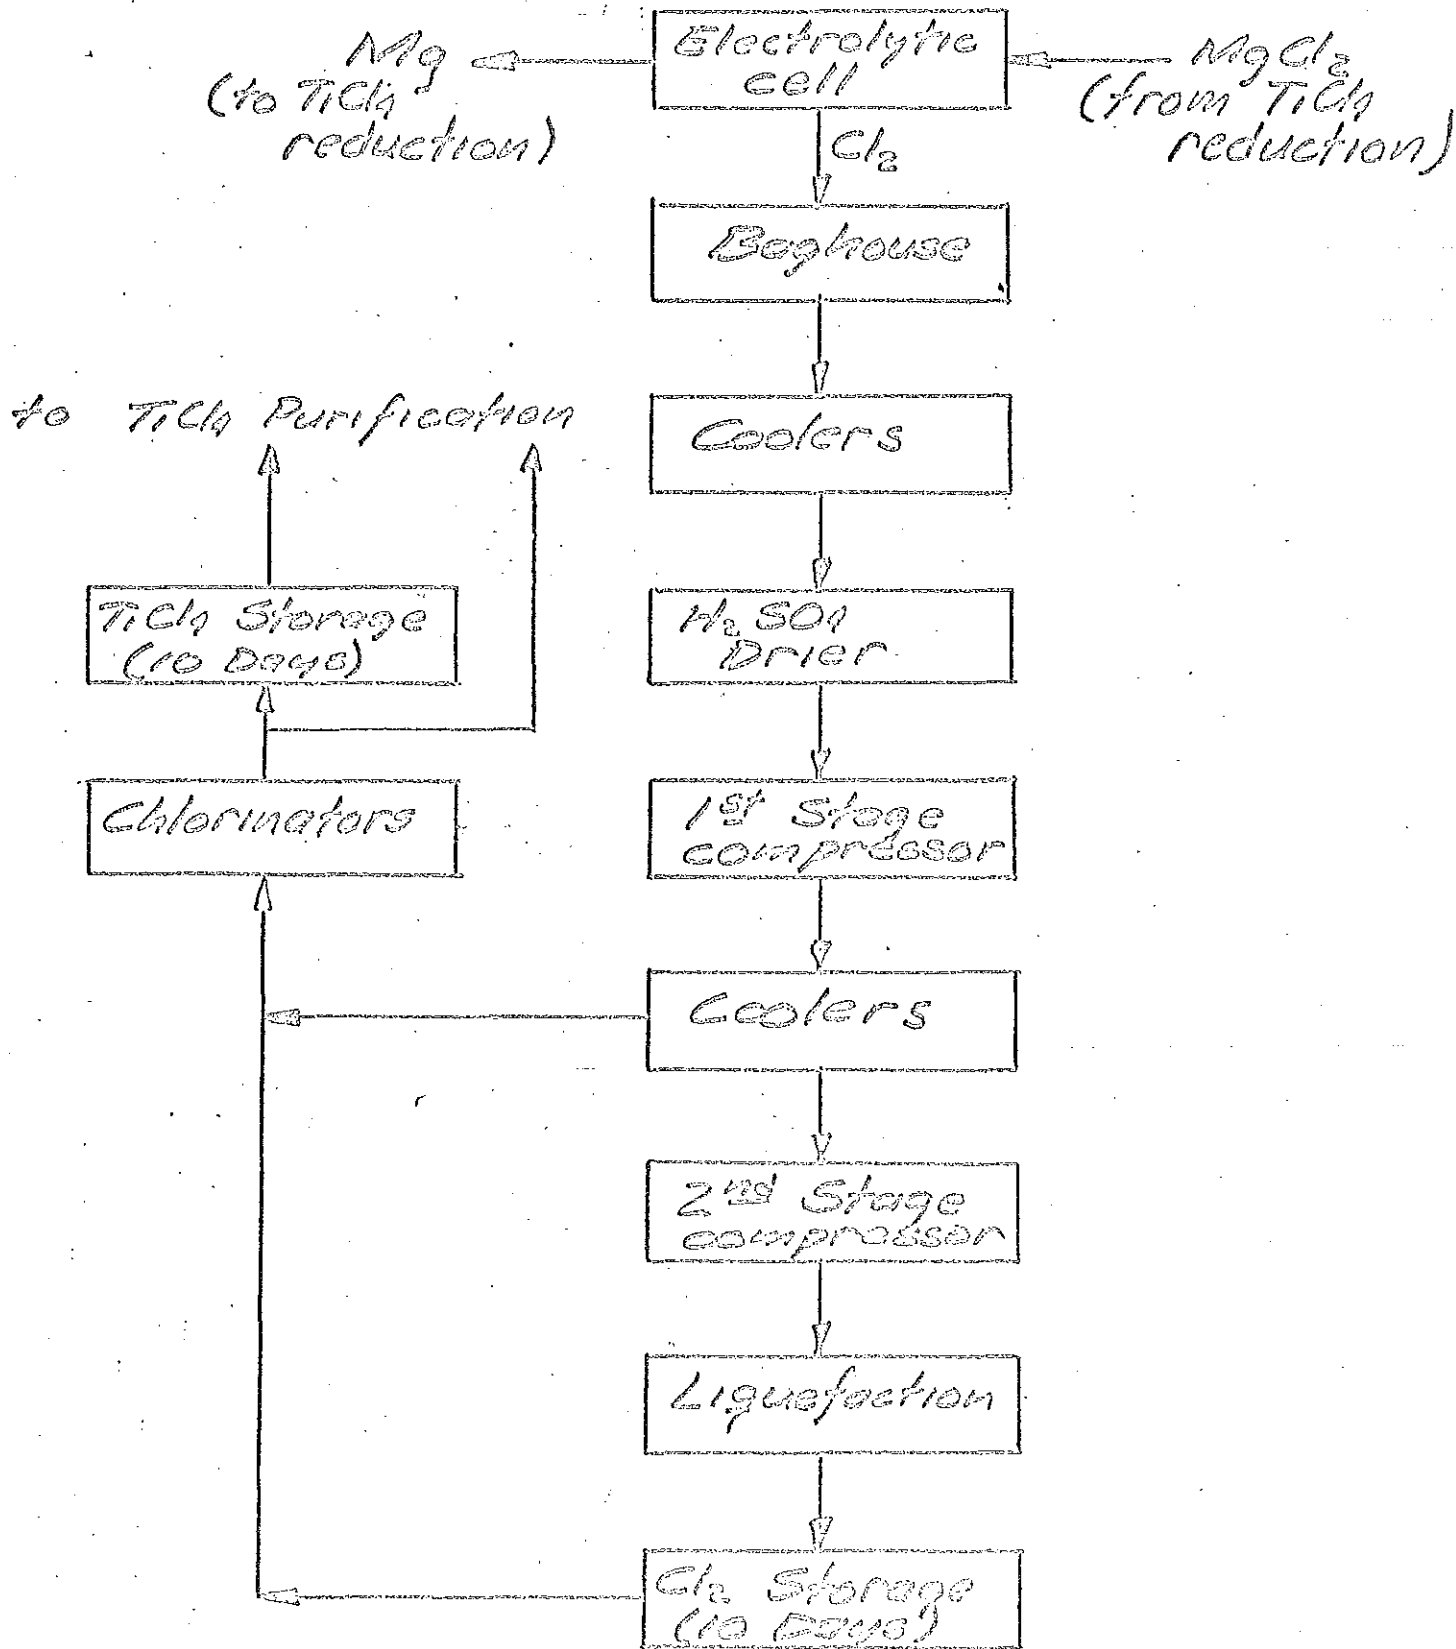 Electrolytic
cell
Mg
(to TiCl4
reduction)
MgCl2
(from TiCl4
reduction)
Cl2
Baghouse
Coolers
to TiCl4 Purification
TiCl4 Storage
(10 Days)
H2SO4
Drier
Chlorinators
1st Stage
compressor
Coolers
2nd Stage
compressor
Liquefaction
Cl2 Storage
(10 Days)